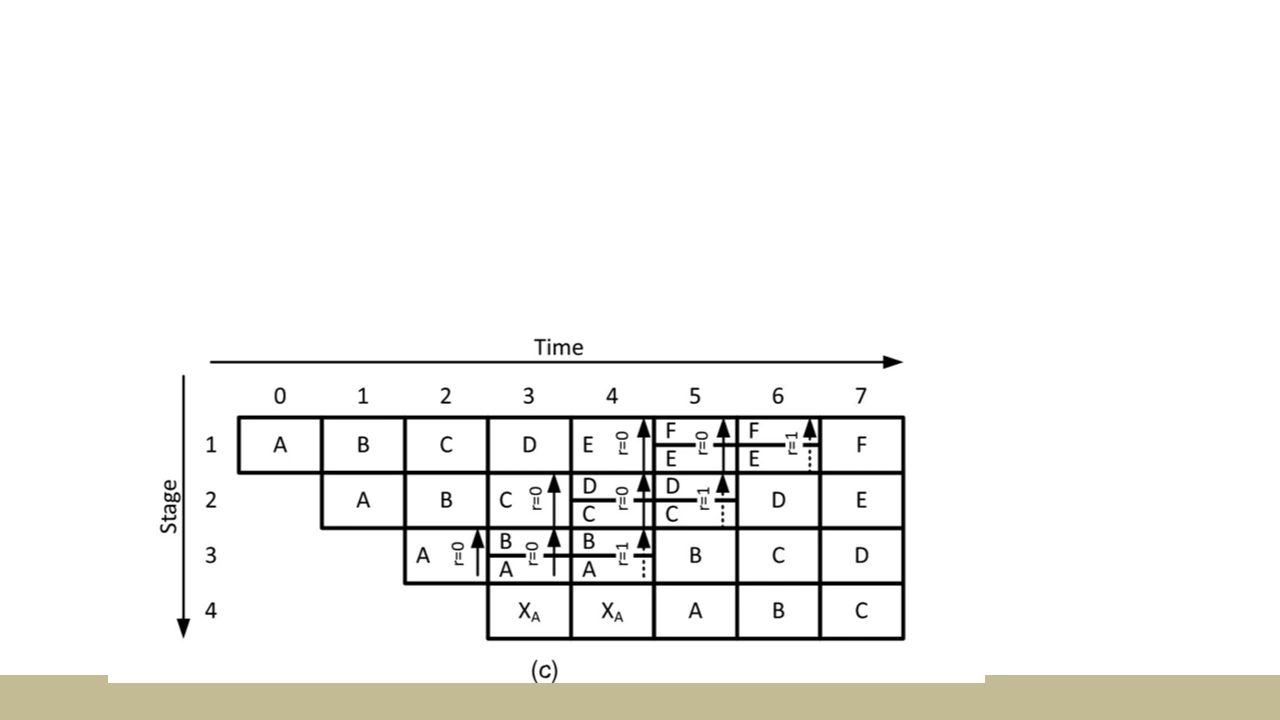 Time
0 1 2 3 4 5 6 7
Stage
1 A B C D E r=0 F E r=0 F E r=1 F
2 A B C r=0 D C r=0 D C r=1 D E
3 A r=0 B A r=0 B A r=1 B C D
4 XA XA A B C
(c)